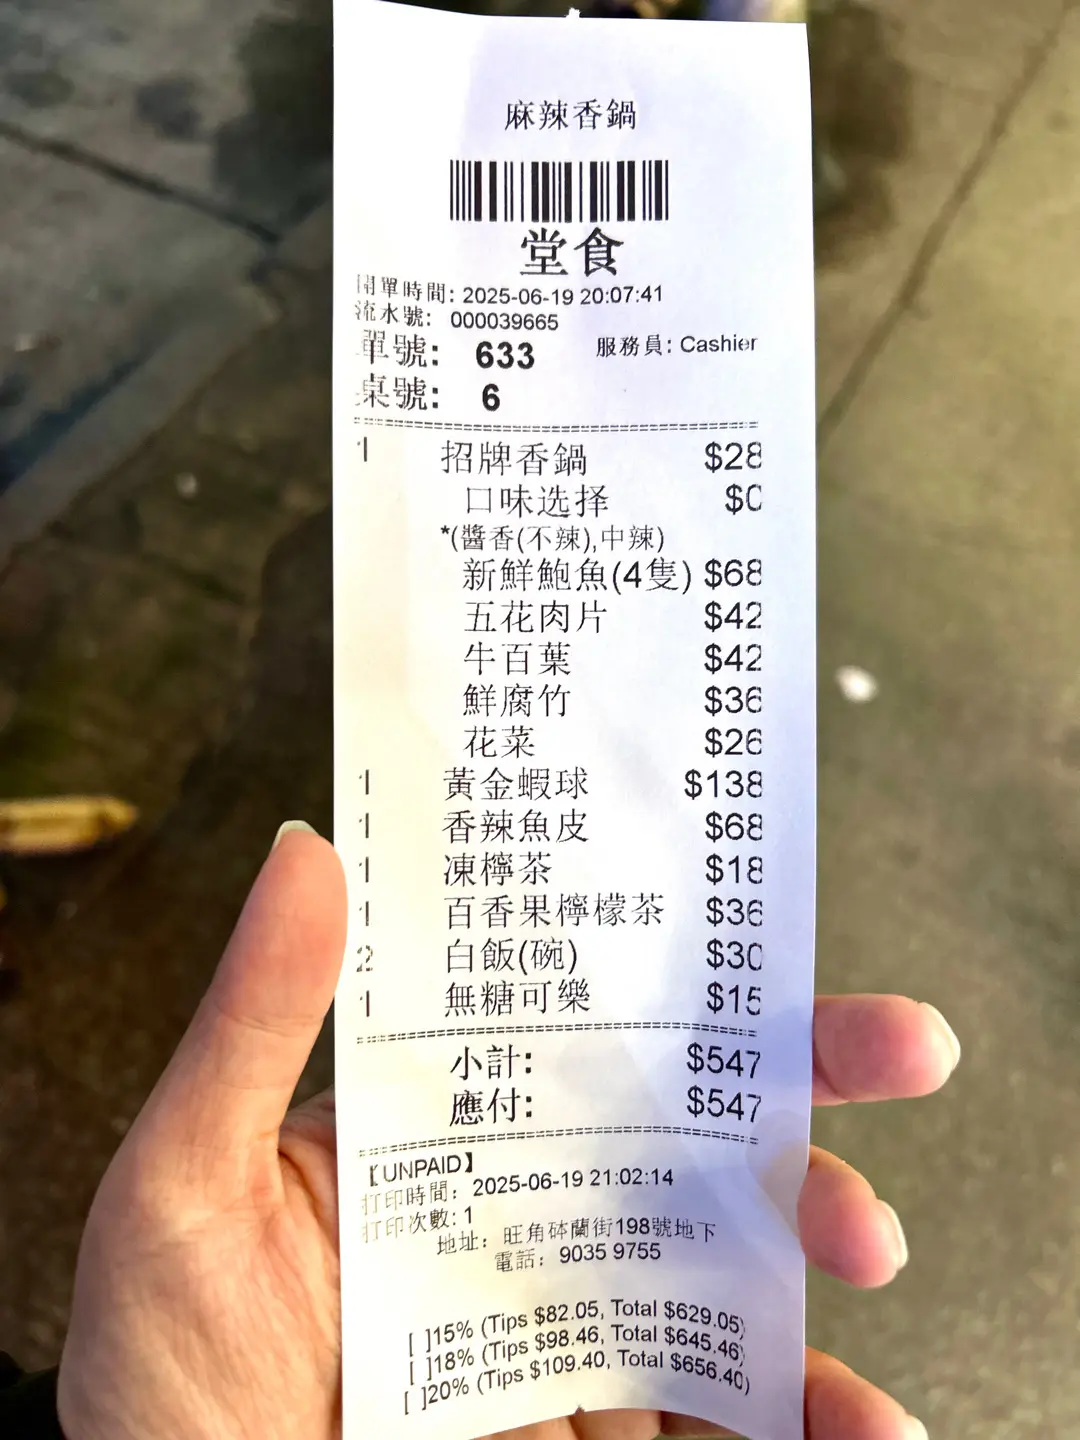 麻辣香鍋
堂食
開單時間: 2025-06-19 20:07:41
流水號: 000039665
單號: 633 服務員: Cashier
桌號: 6
1 招牌香鍋 $28
口味选择 $0
*(醬香(不辣),中辣)
新鮮鮑魚(4隻) $68
五花肉片 $42
牛百葉 $42
鮮腐竹 $36
花菜 $26
1 黃金蝦球 $138
1 香辣魚皮 $68
1 凍檸茶 $18
1 百香果檸檬茶 $36
2 白飯(碗) $30
1 無糖可樂 $15
小計: $547
應付: $547
【UNPAID】
打印時間: 2025-06-19 21:02:14
打印次數: 1
地址: 旺角砵蘭街198號地下
電話: 9035 9755
[ ]15% (Tips $82.05, Total $629.05)
[ ]18% (Tips $98.46, Total $645.46)
[ ]20% (Tips $109.40, Total $656.40)